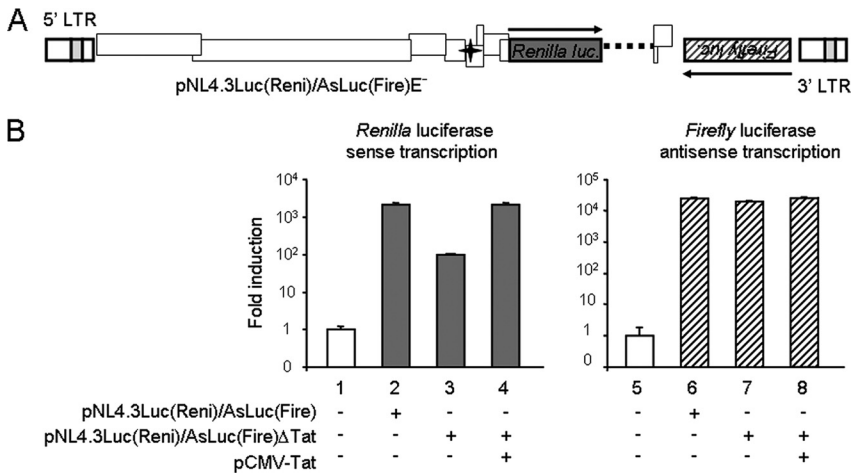 A
5' LTR
Renilla luc.
Firefly luc.
pNL4.3Luc(Reni)/AsLuc(Fire)E⁻
3' LTR
B
Renilla luciferase
sense transcription
Firefly luciferase
antisense transcription
Fold induction
10⁴
10³
10²
10
1
0
10⁵
10⁴
10³
10²
10
1
0
1 2 3 4 5 6 7 8
pNL4.3Luc(Reni)/AsLuc(Fire) - + - - - + - -
pNL4.3Luc(Reni)/AsLuc(Fire)ΔTat - - + + - - + +
pCMV-Tat - - - + - - - +